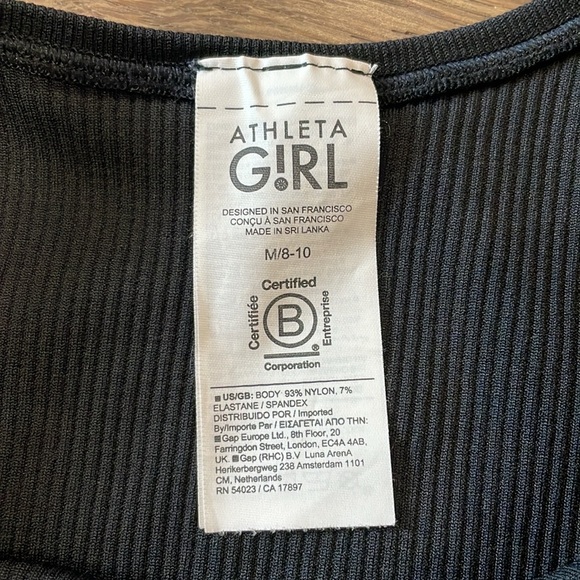 ATHLETA
G!RL
DESIGNED IN SAN FRANCISCO
CONÇU À SAN FRANCISCO
MADE IN SRI LANKA
M/8-10
Certified
Certifiée
B
Entreprise
®
Corporation
■ US/GB: BODY 93% NYLON, 7%
ELASTANE / SPANDEX
DISTRIBUIDO POR / Imported
By/Importe Par / ΕΙΣΑΓΕΤΑΙ ΑΠΟ ΤΗΝ:
■ Gap Europe Ltd., 8th Floor, 20
Farringdon Street, London, EC4A 4AB,
UK. ■ Gap (RHC) B.V Luna ArenA
Herikerbergweg 238 Amsterdam 1101
CM, Netherlands
RN 54023 / CA 17897